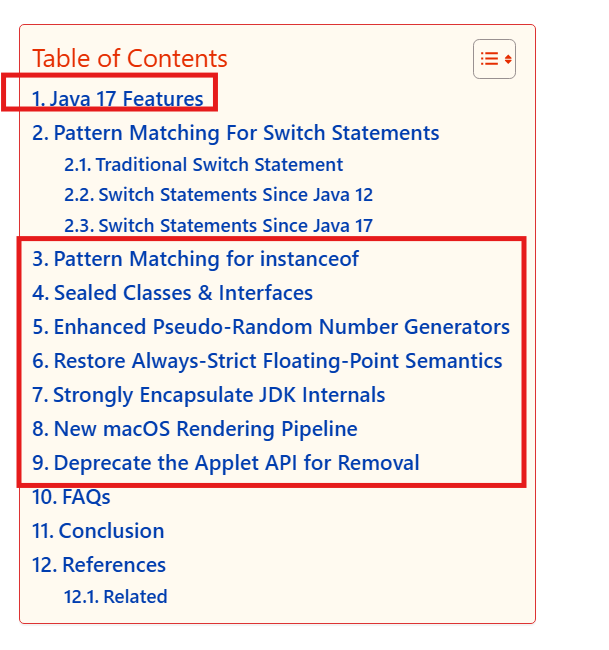 Table of Contents
1. Java 17 Features
2. Pattern Matching For Switch Statements
2.1. Traditional Switch Statement
2.2. Switch Statements Since Java 12
2.3. Switch Statements Since Java 17
3. Pattern Matching for instanceof
4. Sealed Classes & Interfaces
5. Enhanced Pseudo-Random Number Generators
6. Restore Always-Strict Floating-Point Semantics
7. Strongly Encapsulate JDK Internals
8. New macOS Rendering Pipeline
9. Deprecate the Applet API for Removal
10. FAQs
11. Conclusion
12. References
12.1. Related